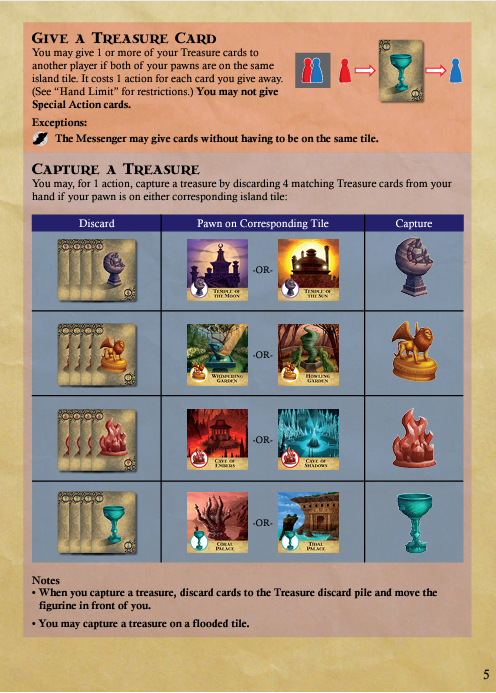 Give a Treasure Card
You may give 1 or more of your Treasure cards to
another player if both of your pawns are on the same
island tile. It costs 1 action for each card you give away.
(See “Hand Limit” for restrictions.) You may not give
Special Action cards.
Exceptions:
The Messenger may give cards without having to be on the same tile.
Capture a Treasure
You may, for 1 action, capture a treasure by discarding 4 matching Treasure cards from your
hand if your pawn is on either corresponding island tile:
Discard Pawn on Corresponding Tile Capture
Temple of the Moon -OR- Temple of the Sun
Whispering Garden -OR- Howling Garden
Cave of Embers -OR- Cave of Shadows
Coral Palace -OR- Tidal Palace
Notes
• When you capture a treasure, discard cards to the Treasure discard pile and move the
figurine in front of you.
• You may capture a treasure on a flooded tile.
5